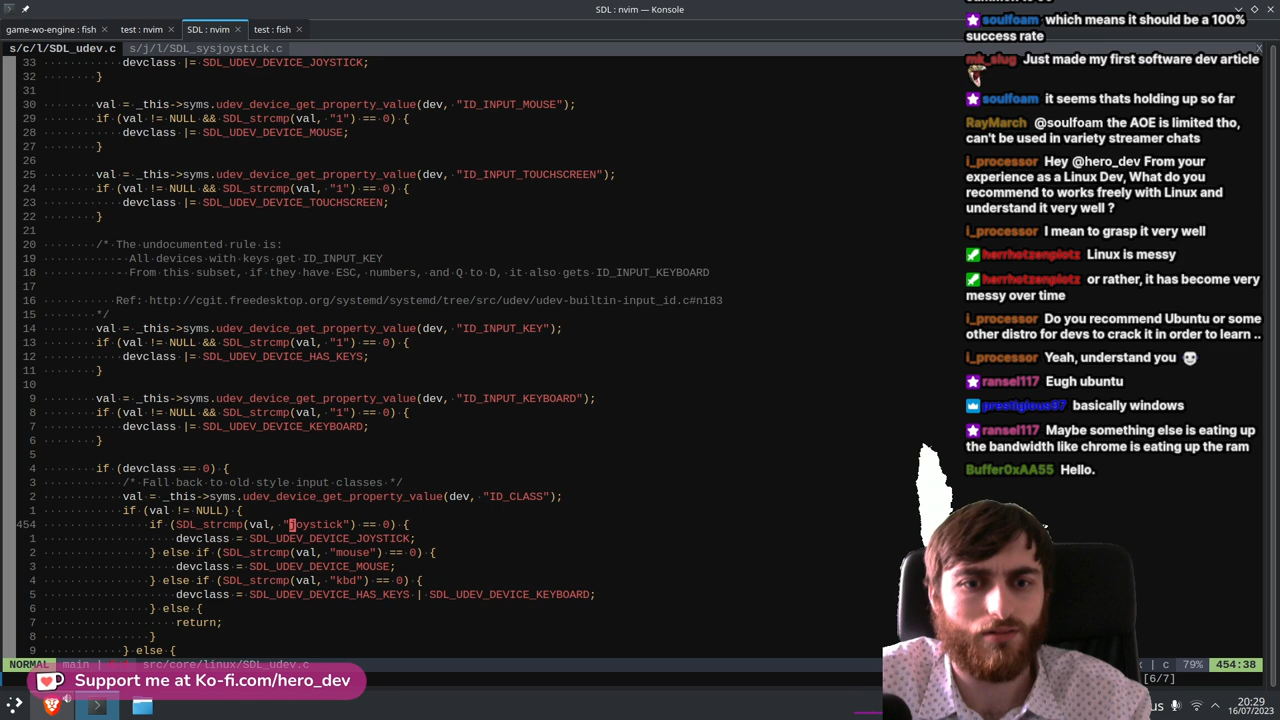 SDL : nvim — Konsole
game-wo-engine : fish
test : nvim
SDL : nvim
test : fish
s/c/l/SDL_udev.c
s/j/l/SDL_sysjoystick.c
X
33 devclass |= SDL_UDEV_DEVICE_JOYSTICK;
32 }
31
30 val = _this->syms.udev_device_get_property_value(dev, "ID_INPUT_MOUSE");
29 if (val != NULL && SDL_strcmp(val, "1") == 0) {
28 devclass |= SDL_UDEV_DEVICE_MOUSE;
27 }
26
25 val = _this->syms.udev_device_get_property_value(dev, "ID_INPUT_TOUCHSCREEN");
24 if (val != NULL && SDL_strcmp(val, "1") == 0) {
23 devclass |= SDL_UDEV_DEVICE_TOUCHSCREEN;
22 }
21
20 /* The undocumented rule is:
19 - All devices with keys get ID_INPUT_KEY
18 - From this subset, if they have ESC, numbers, and Q to D, it also gets ID_INPUT_KEYBOARD
17
16 Ref: http://cgit.freedesktop.org/systemd/systemd/tree/src/udev/udev-builtin-input_id.c#n183
15 */
14 val = _this->syms.udev_device_get_property_value(dev, "ID_INPUT_KEY");
13 if (val != NULL && SDL_strcmp(val, "1") == 0) {
12 devclass |= SDL_UDEV_DEVICE_HAS_KEYS;
11 }
10
9 val = _this->syms.udev_device_get_property_value(dev, "ID_INPUT_KEYBOARD");
8 if (val != NULL && SDL_strcmp(val, "1") == 0) {
7 devclass |= SDL_UDEV_DEVICE_KEYBOARD;
6 }
5
4 if (devclass == 0) {
3 /* Fall back to old style input classes */
2 val = _this->syms.udev_device_get_property_value(dev, "ID_CLASS");
1 if (val != NULL) {
454 if (SDL_strcmp(val, "joystick") == 0) {
1 devclass = SDL_UDEV_DEVICE_JOYSTICK;
2 } else if (SDL_strcmp(val, "mouse") == 0) {
3 devclass = SDL_UDEV_DEVICE_MOUSE;
4 } else if (SDL_strcmp(val, "kbd") == 0) {
5 devclass = SDL_UDEV_DEVICE_HAS_KEYS | SDL_UDEV_DEVICE_KEYBOARD;
6 } else {
7 return;
8 }
9 } else {
NORMAL main | src/core/linux/SDL_udev.c | c 79% 454:38
[6/7]
Support me at Ko-fi.com/hero_dev
us
20:29
16/07/2023
soulfoam which means it should be a 100%
success rate
mk_slug Just made my first software dev article
soulfoam it seems thats holding up so far
RayMarch @soulfoam the AOE is limited tho,
can't be used in variety streamer chats
i_processor Hey @hero_dev From your
experience as a Linux Dev, What do you
recommend to works freely with Linux and
understand it very well ?
i_processor I mean to grasp it very well
herrhotzenplotz Linux is messy
herrhotzenplotz or rather, it has become very
messy over time
i_processor Do you recommend Ubuntu or some
other distro for devs to crack it in order to learn ..
i_processor Yeah, understand you
ransel117 Eugh ubuntu
prestigious97 basically windows
ransel117 Maybe something else is eating up
the bandwidth like chrome is eating up the ram
Buffer0xAA55 Hello.